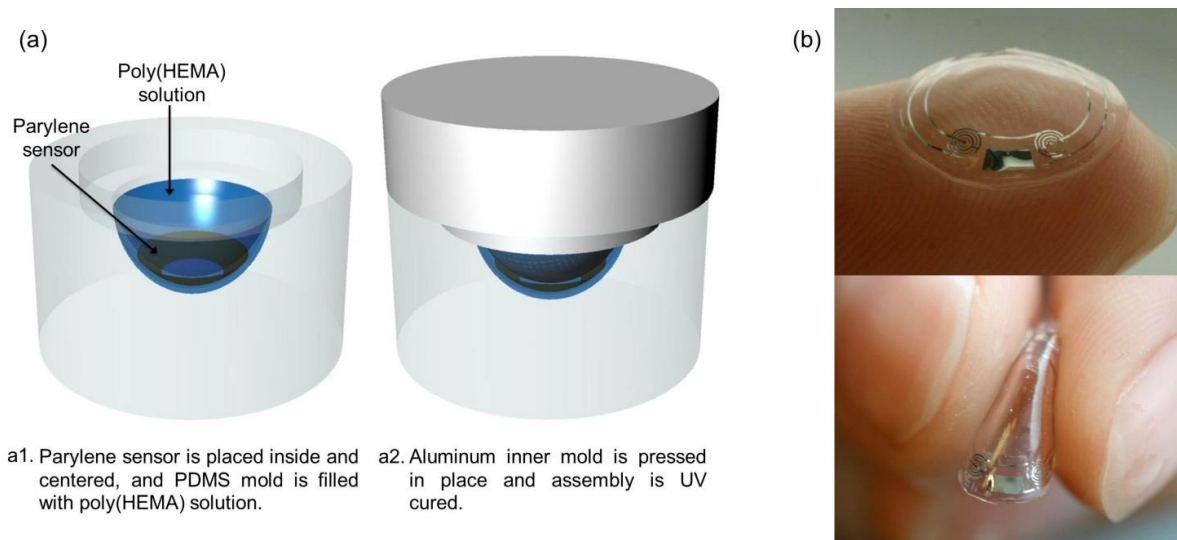 (a)
Poly(HEMA)
solution
Parylene
sensor
a1. Parylene sensor is placed inside and
centered, and PDMS mold is filled
with poly(HEMA) solution.
a2. Aluminum inner mold is pressed
in place and assembly is UV
cured.
(b)